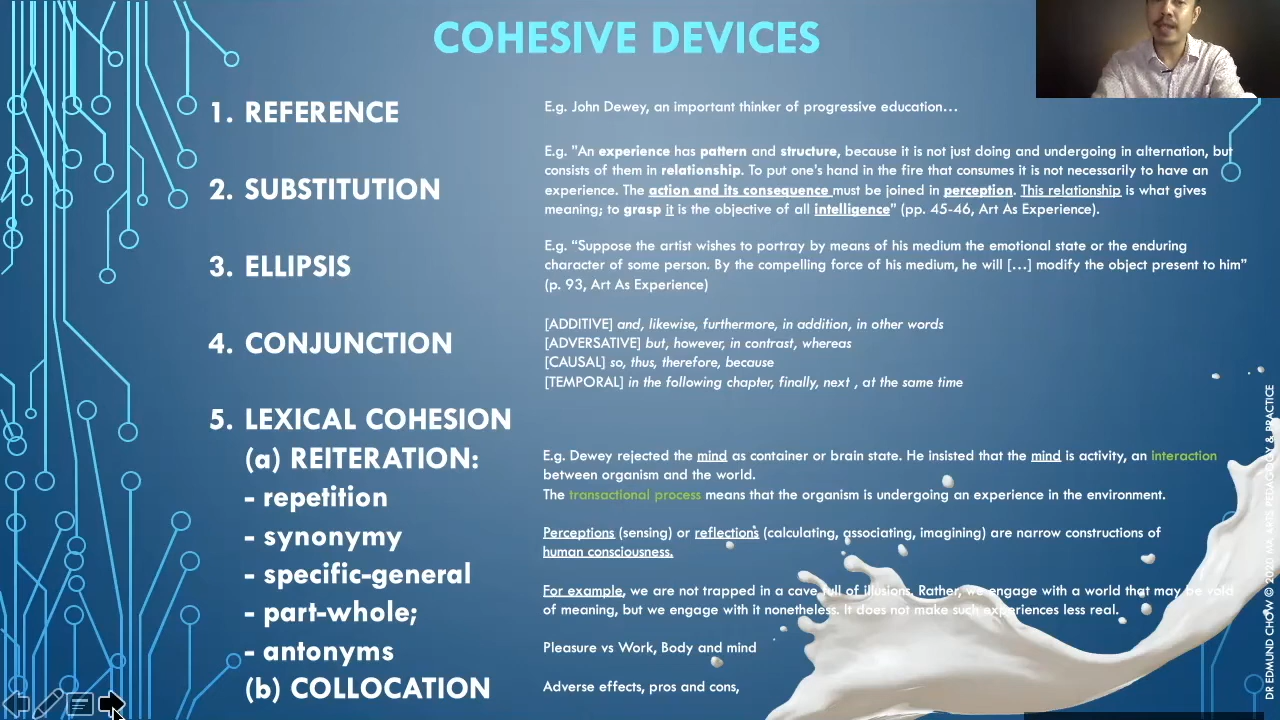 COHESIVE DEVICES
1. REFERENCE
E.g. John Dewey, an important thinker of progressive education…
2. SUBSTITUTION
E.g. "An experience has pattern and structure, because it is not just doing and undergoing in alternation, but
consists of them in relationship. To put one's hand in the fire that consumes it is not necessarily to have an
experience. The action and its consequence must be joined in perception. This relationship is what gives
meaning; to grasp it is the objective of all intelligence" (pp. 45-46, Art As Experience).
3. ELLIPSIS
E.g. “Suppose the artist wishes to portray by means of his medium the emotional state or the enduring
character of some person. By the compelling force of his medium, he will […] modify the object present to him”
(p. 93, Art As Experience)
4. CONJUNCTION
[ADDITIVE] and, likewise, furthermore, in addition, in other words
[ADVERSATIVE] but, however, in contrast, whereas
[CAUSAL] so, thus, therefore, because
[TEMPORAL] in the following chapter, finally, next , at the same time
5. LEXICAL COHESION
(a) REITERATION:
- repetition
- synonymy
- specific-general
- part-whole;
- antonyms
(b) COLLOCATION
E.g. Dewey rejected the mind as container or brain state. He insisted that the mind is activity, an interaction
between organism and the world.
The transactional process means that the organism is undergoing an experience in the environment.
Perceptions (sensing) or reflections (calculating, associating, imagining) are narrow constructions of
human consciousness.
For example, we are not trapped in a cave full of illusions. Rather, we engage with a world that may be void
of meaning, but we engage with it nonetheless. It does not make such experiences less real.
Pleasure vs Work, Body and mind
Adverse effects, pros and cons,
DR EDMUND CHOW © 2020 MA ARTS PEDAGOGY & PRACTICE